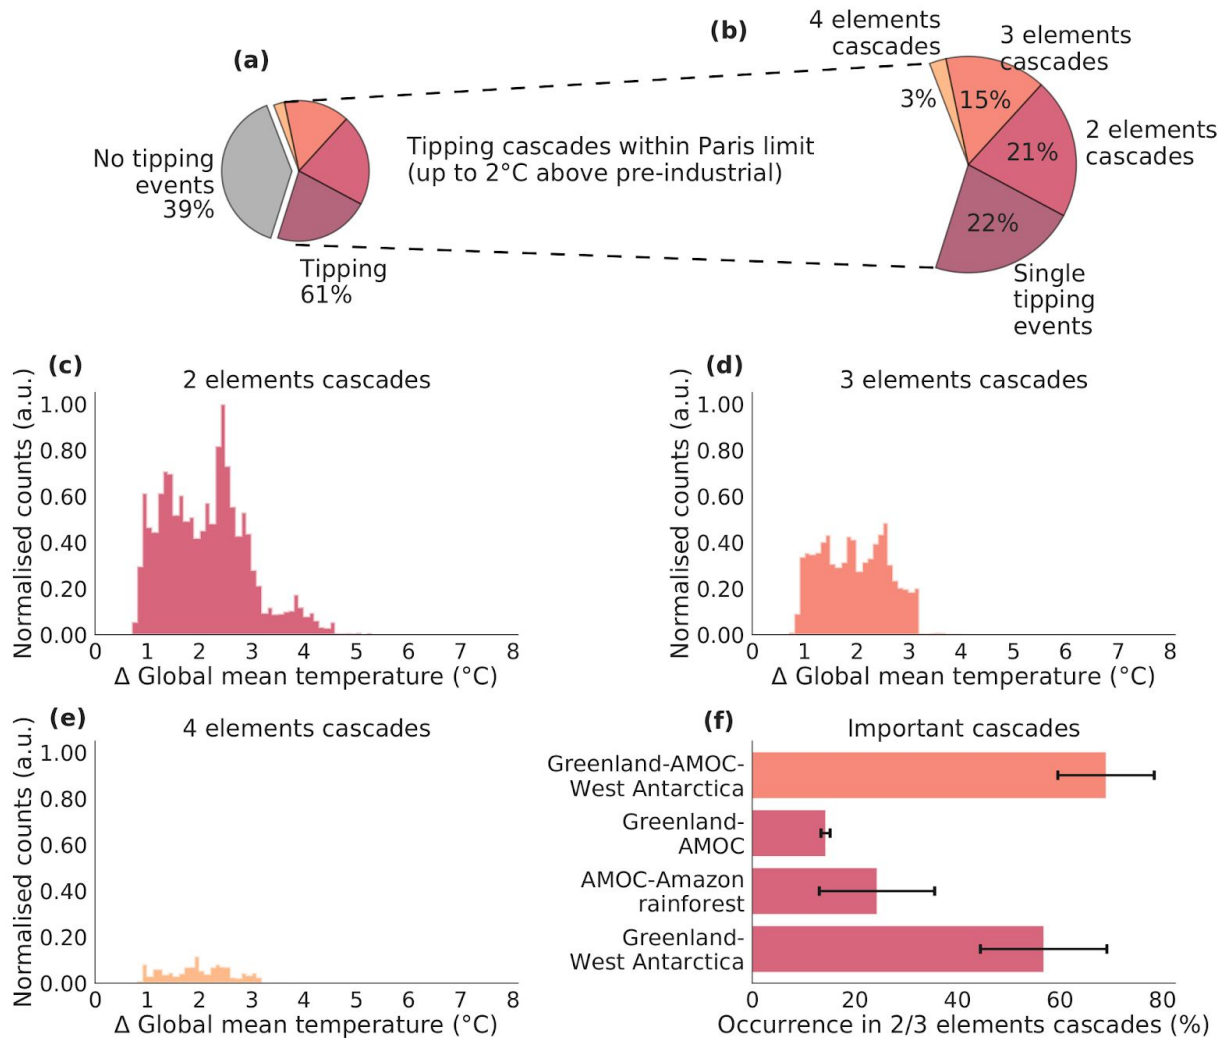 (a)
No tipping
events
39%
Tipping
61%
Tipping cascades within Paris limit
(up to 2°C above pre-industrial)
(b)
4 elements
cascades
3 elements
cascades
2 elements
cascades
3%
15%
21%
22%
Single
tipping
events
(c)
2 elements cascades
Normalised counts (a.u.)
1.00
0.80
0.60
0.40
0.20
0.00
0 1 2 3 4 5 6 7 8
Δ Global mean temperature (°C)
(d)
3 elements cascades
Normalised counts (a.u.)
1.00
0.80
0.60
0.40
0.20
0.00
0 1 2 3 4 5 6 7 8
Δ Global mean temperature (°C)
(e)
4 elements cascades
Normalised counts (a.u.)
1.00
0.80
0.60
0.40
0.20
0.00
0 1 2 3 4 5 6 7 8
Δ Global mean temperature (°C)
(f)
Important cascades
Greenland-AMOC-
West Antarctica
Greenland-
AMOC
AMOC-Amazon
rainforest
Greenland-
West Antarctica
0 20 40 60 80
Occurrence in 2/3 elements cascades (%)